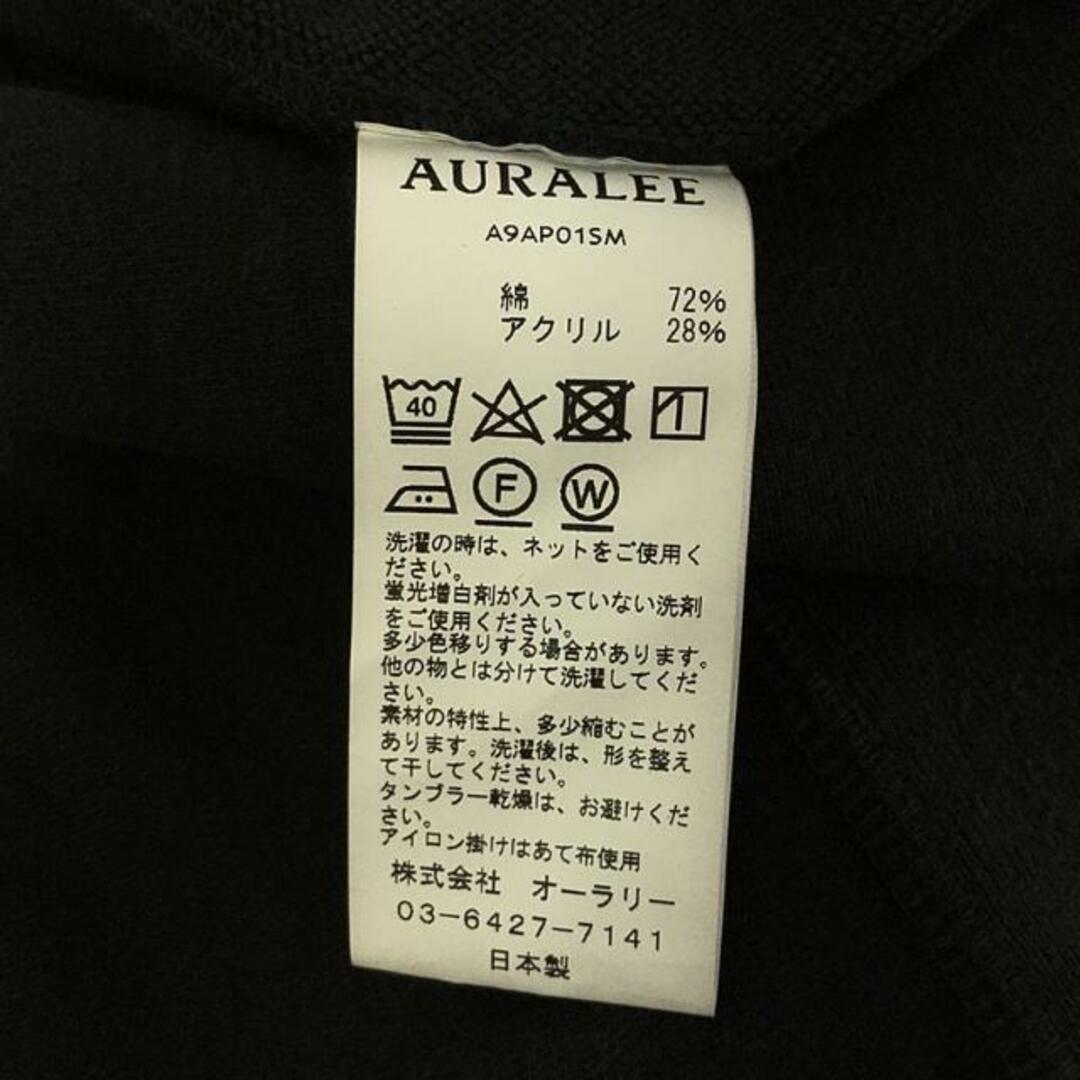 AURALEE
A9AP01SM
綿 72%
アクリル 28%
40
F W
洗濯の時は、ネットをご使用く
ださい。
蛍光増白剤が入っていない洗剤
をご使用ください。
多少色移りする場合があります。
他の物とは分けて洗濯してくだ
さい。
素材の特性上、多少縮むことが
あります。洗濯後は、形を整え
て干してください。
タンブラー乾燥は、お避けくだ
さい。
アイロン掛けはあて布使用
株式会社 オーラリー
03-6427-7141
日本製